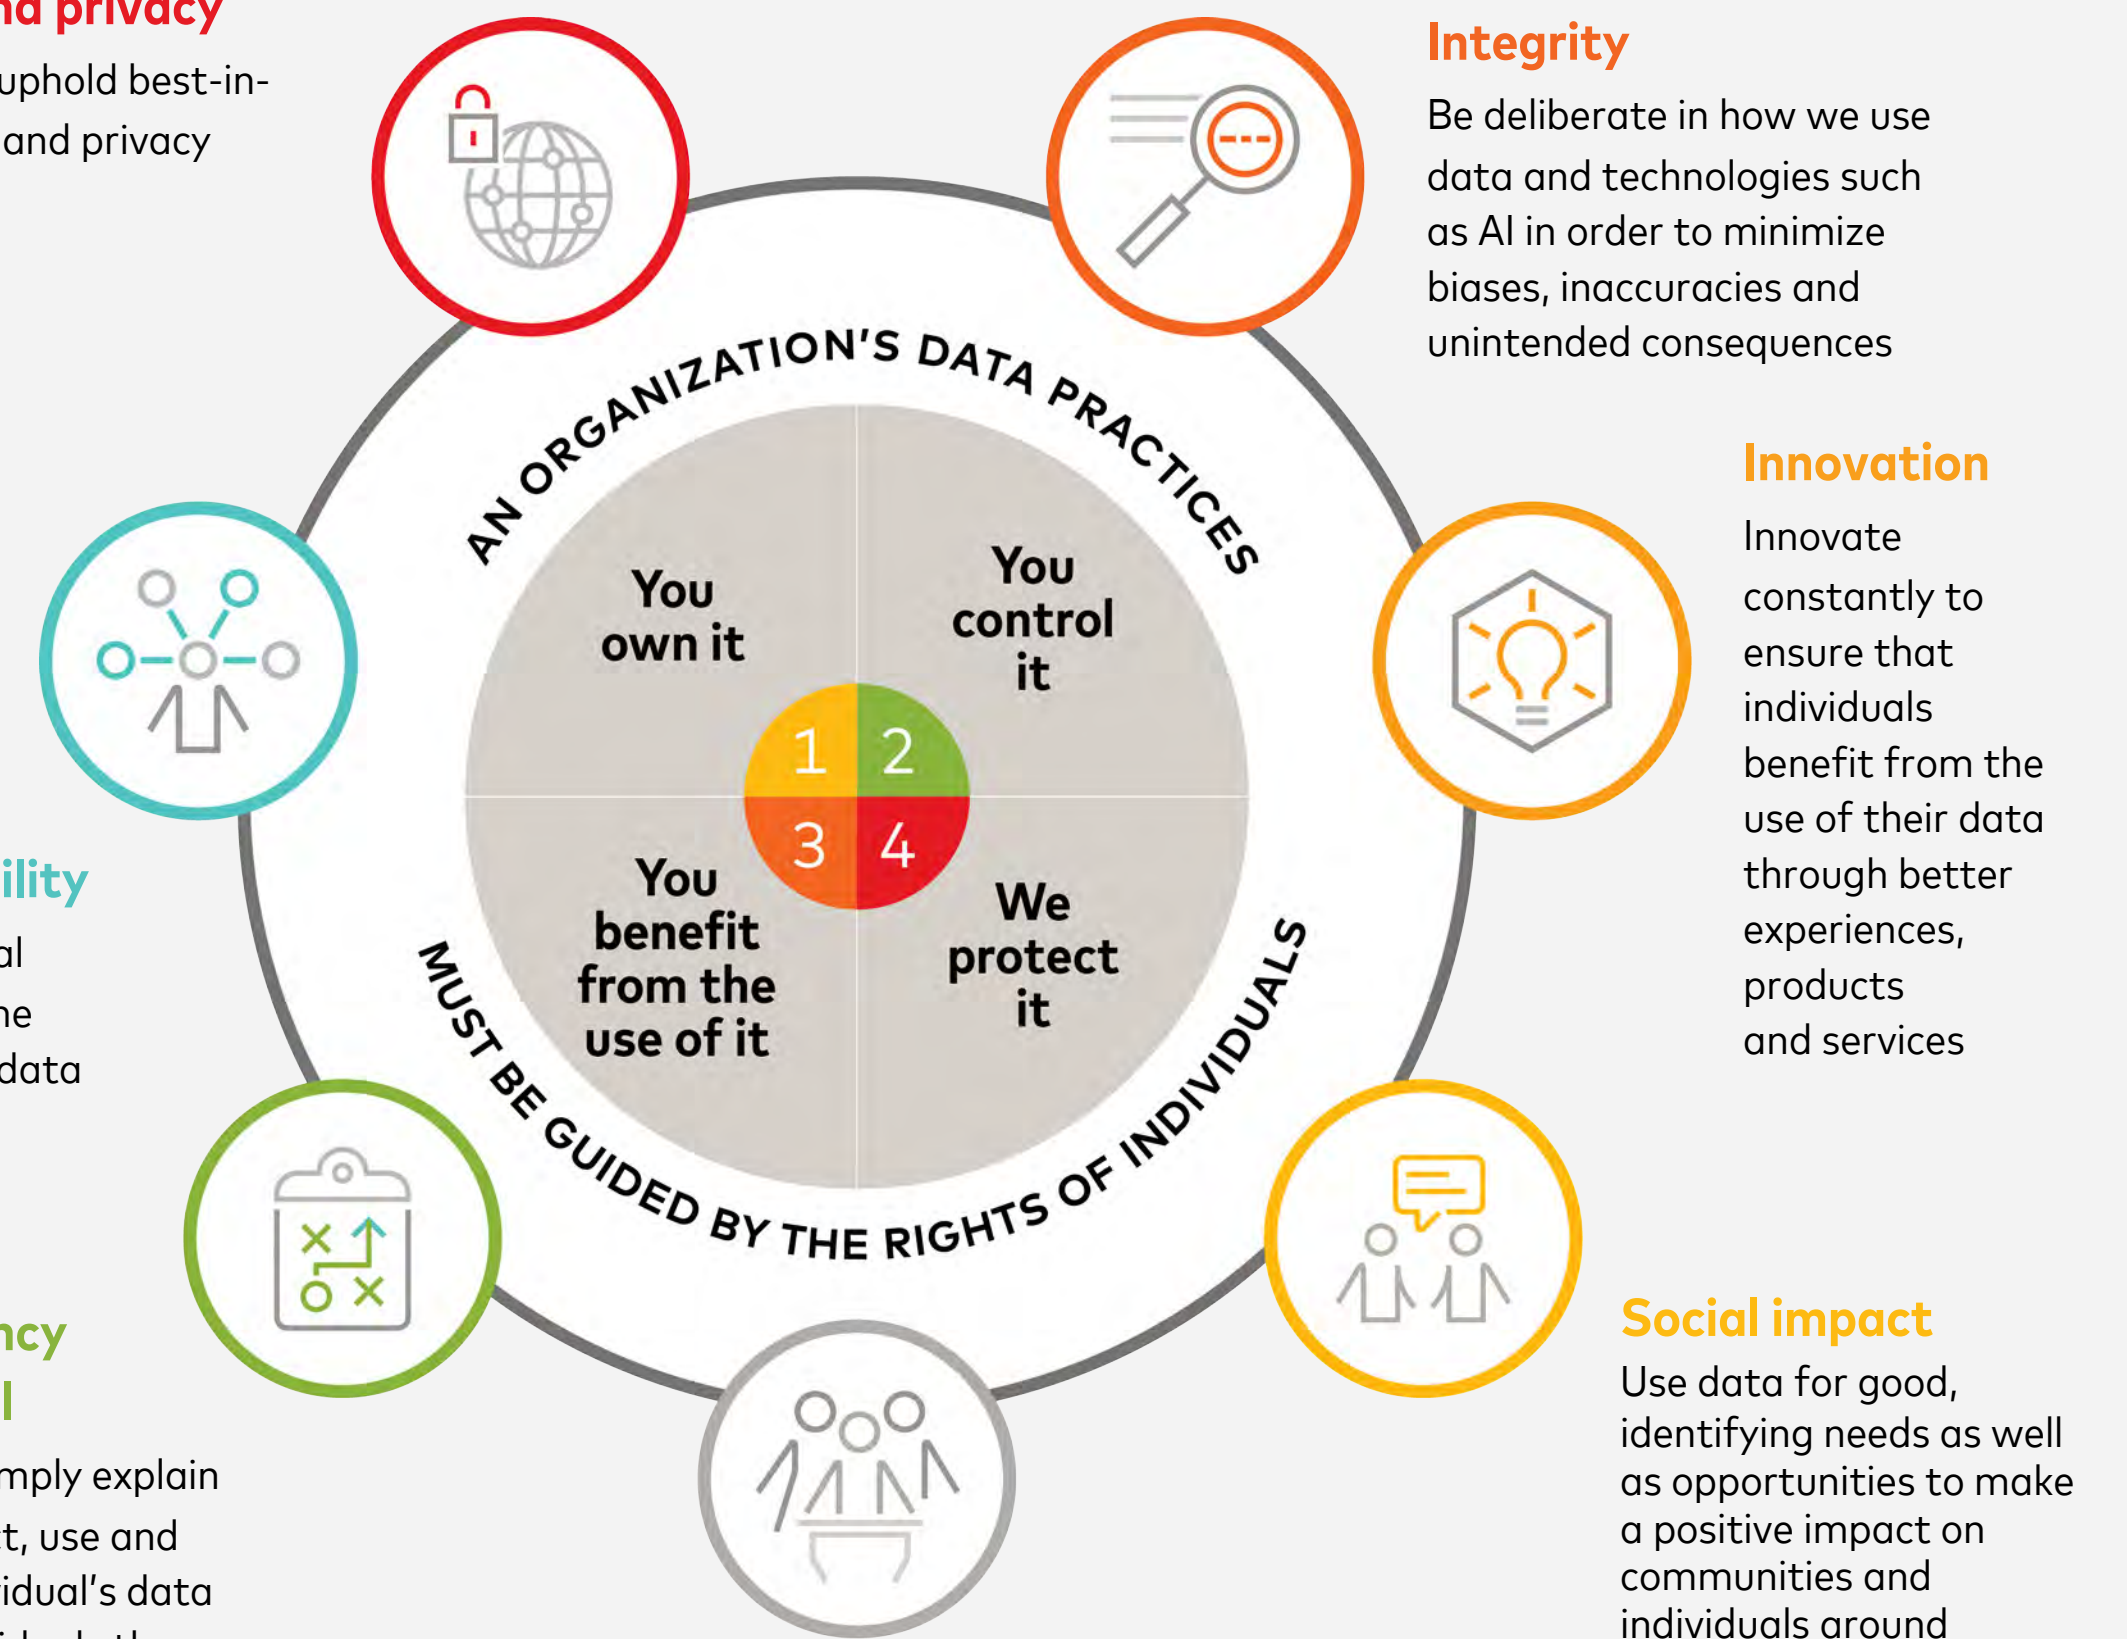 privacy
uphold best-in-
and privacy
Integrity
Be deliberate in how we use
data and technologies such
as AI in order to minimize
biases, inaccuracies and
unintended consequences
Innovation
Innovate
constantly to
ensure that
individuals
benefit from the
use of their data
through better
experiences,
products
and services
AN ORGANIZATION'S DATA PRACTICES
You
own it
You
control
it
1 2
3 4
You
benefit
from the
use of it
We
protect
it
MUST BE GUIDED BY THE RIGHTS OF INDIVIDUALS
ility
al
ne
data
ncy
l
mply explain
t, use and
vidual's data
Social impact
Use data for good,
identifying needs as well
as opportunities to make
a positive impact on
communities and
individuals around